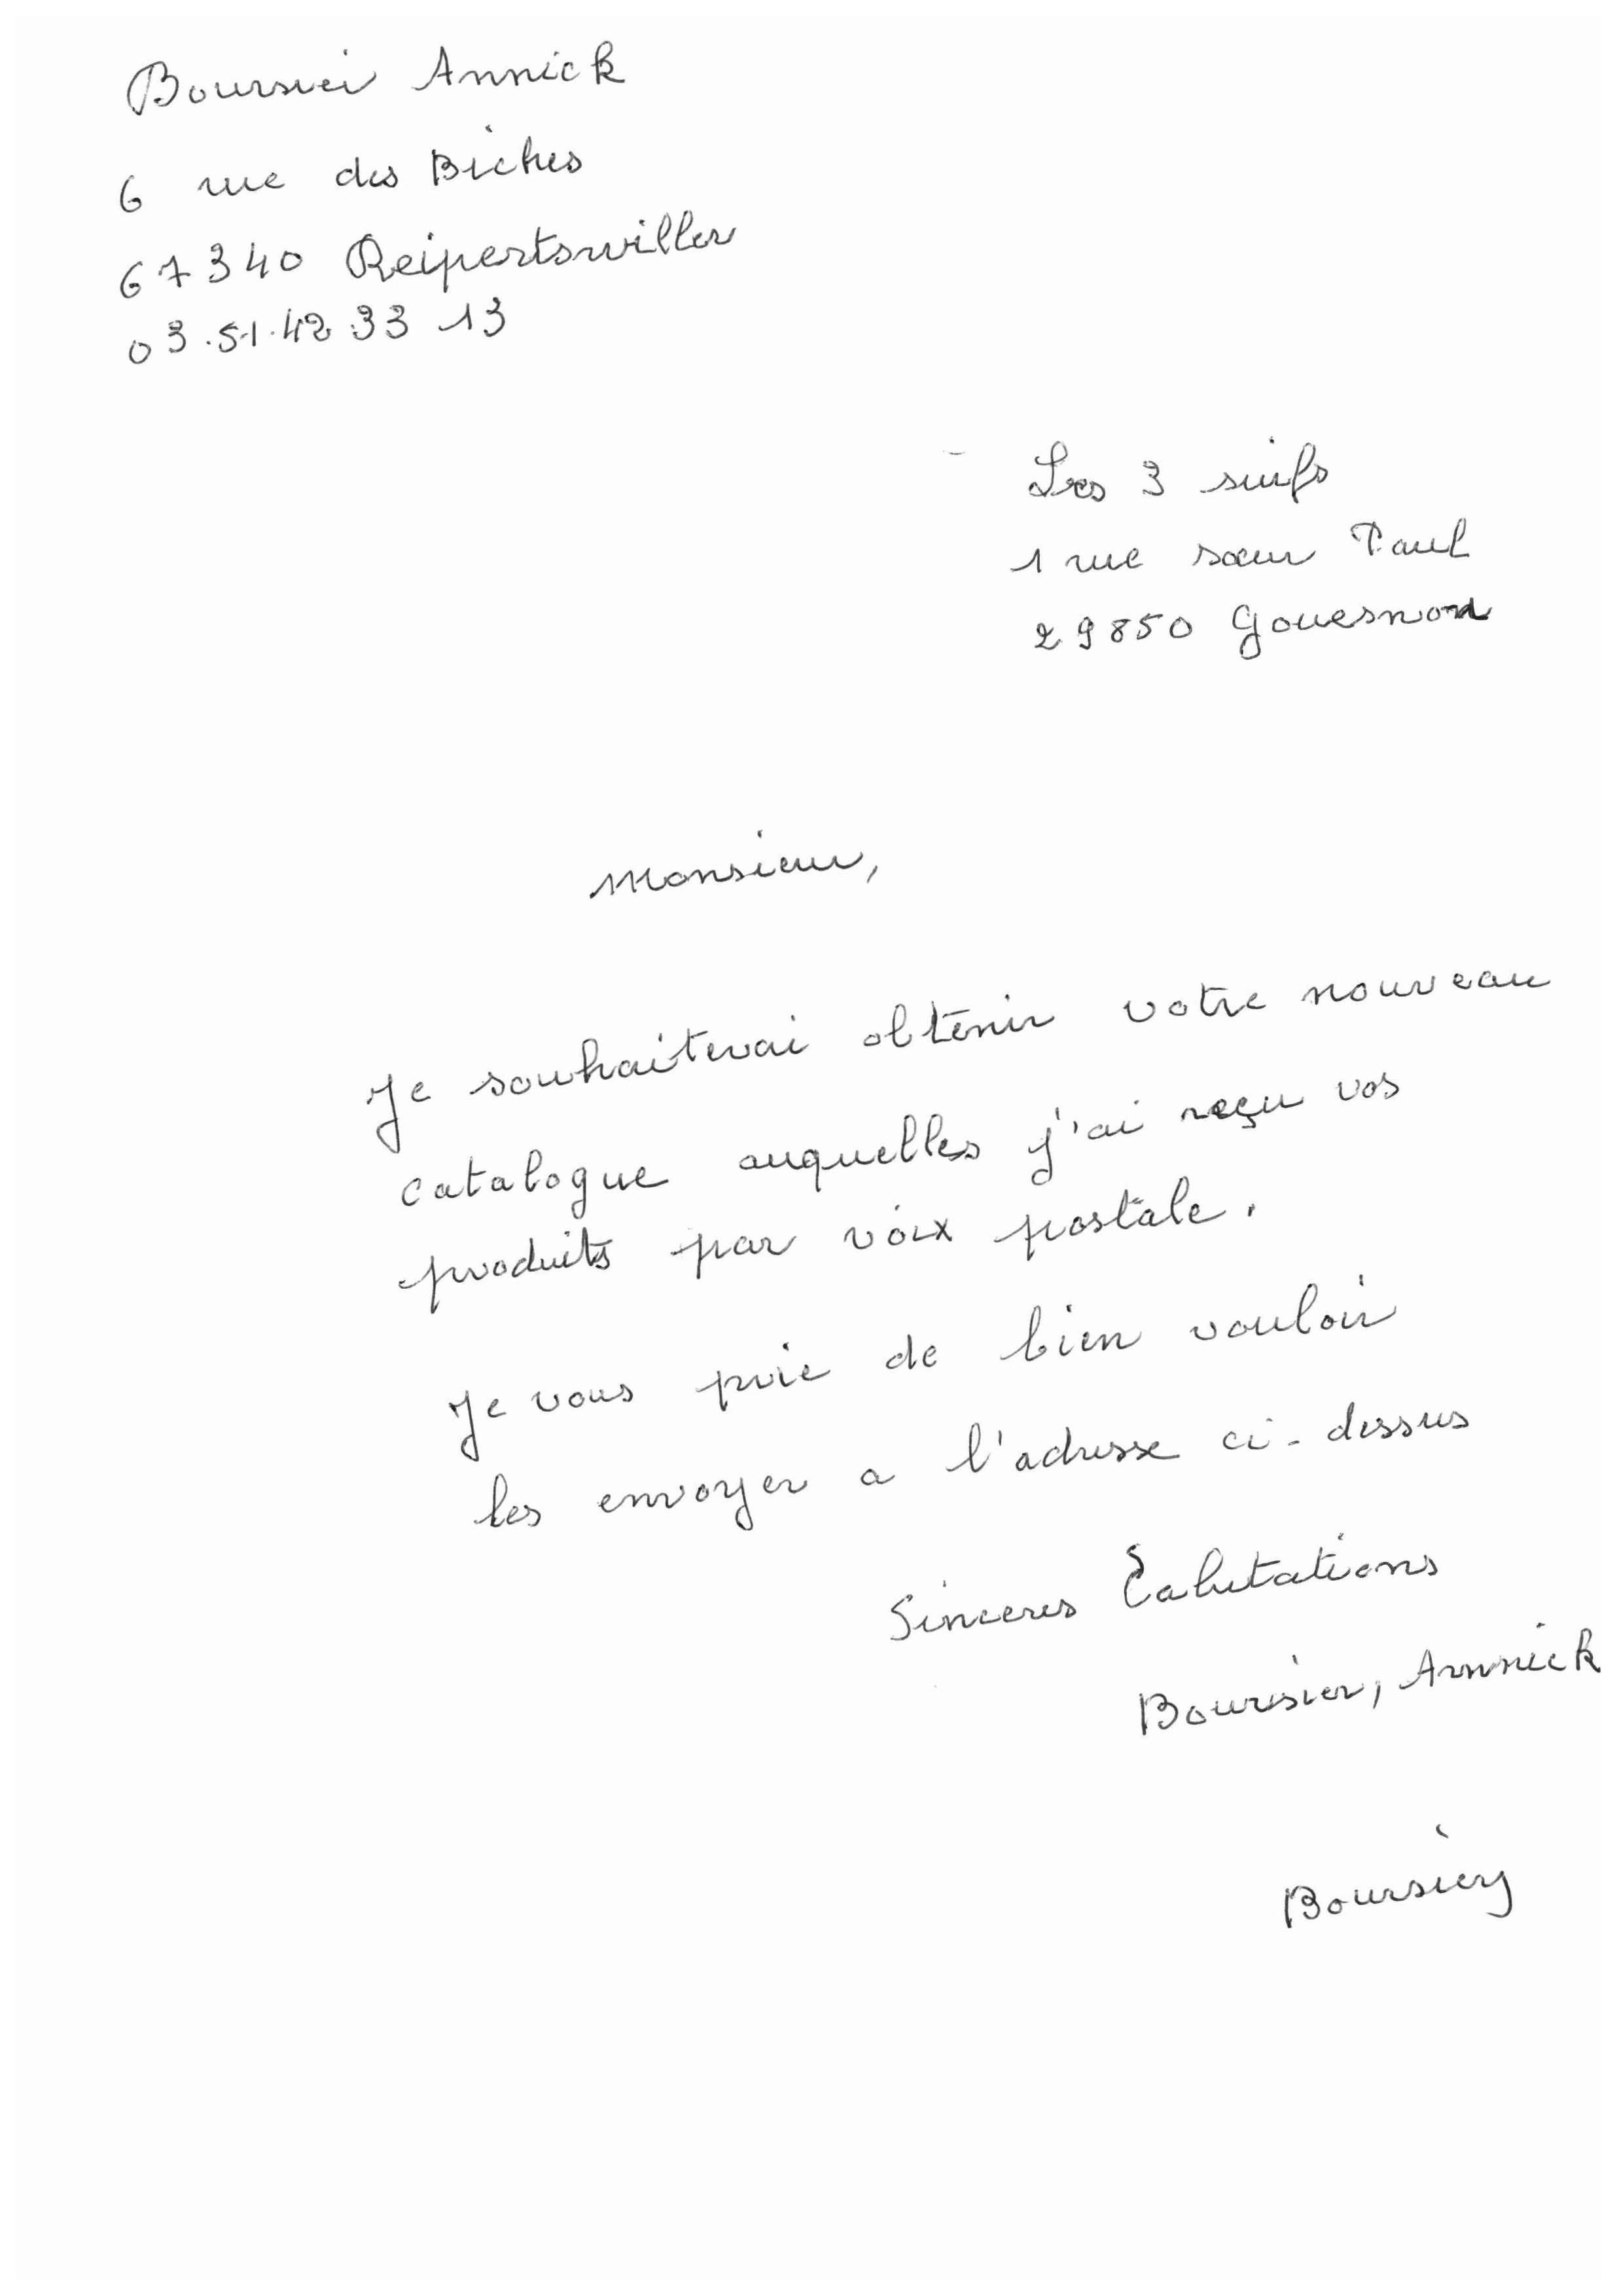 Boursier Annick
6 rue des Biches
67340 Reipertswiller
03.51.42 33 13
Les 3 suifs
1 rue sœur Paul
29850 Gouesnou
Monsieur,
Je souhaiterai obtenir votre nouveau
catalogue auquelles j'ai reçu vos
produits par voix postale.
Je vous prie de bien vouloir
les envoyer a l'adresse ci-dessus
Sinceres Salutations
Boursier, Annick
Boursier